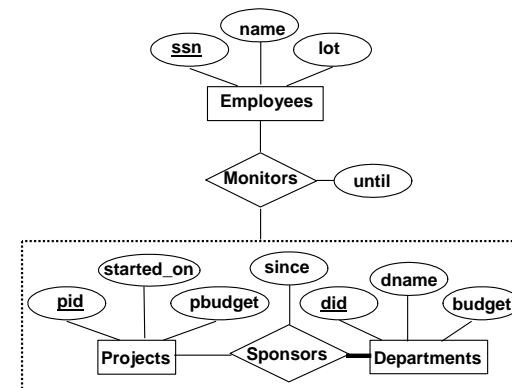 name
ssn
lot
Employees
Monitors
until
started_on
since
dname
pid
pbudget
did
budget
Projects
Sponsors
Departments